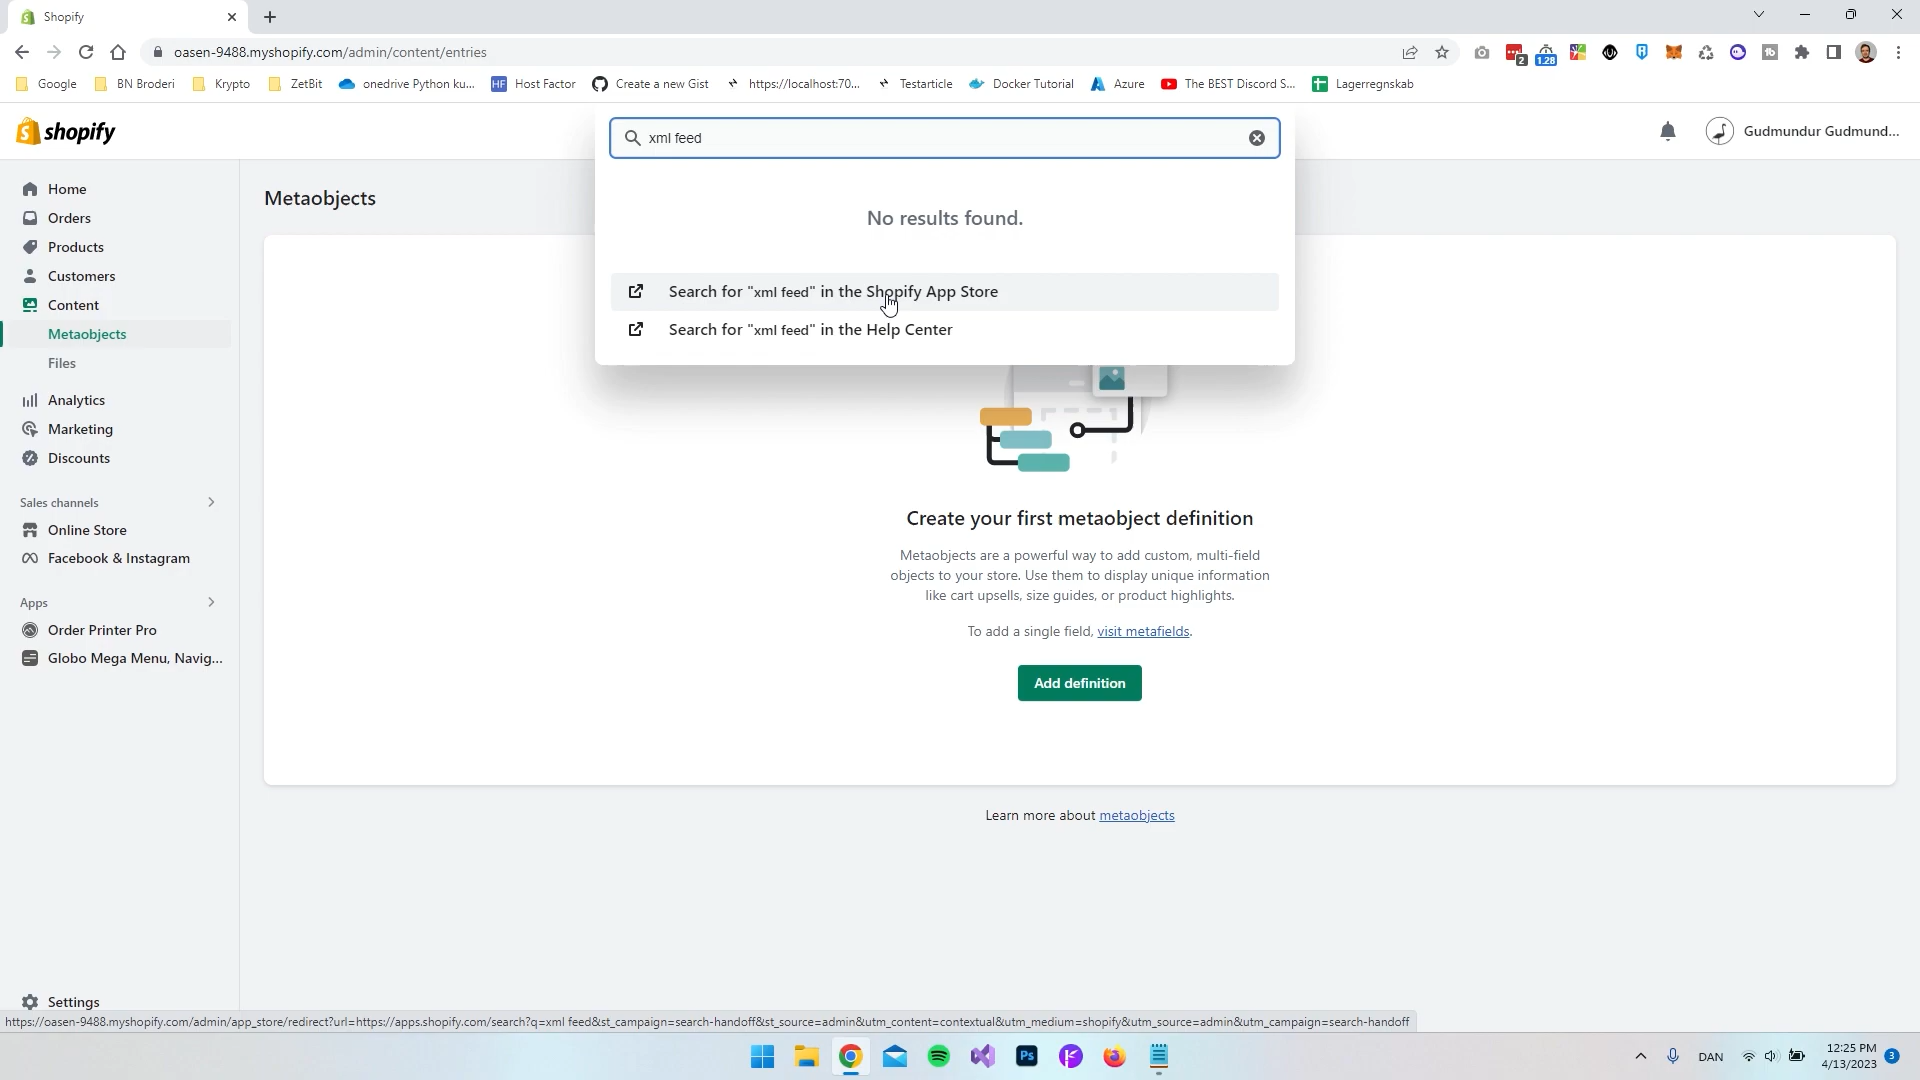 Shopify
oasen-9488.myshopify.com/admin/content/entries
2
1.28
Google
BN Broderi
Krypto
ZetBit
onedrive Python ku...
HF
Host Factor
Create a new Gist
https://localhost:70...
Testarticle
Docker Tutorial
Azure
The BEST Discord S...
Lagerregnskab
shopify
xml feed
Gudmundur Gudmund...
Home
Orders
Products
Customers
Content
Metaobjects
Files
Analytics
Marketing
Discounts
Sales channels
Online Store
Facebook & Instagram
Apps
Order Printer Pro
Globo Mega Menu, Navig...
Settings
Metaobjects
No results found.
Search for "xml feed" in the Shopify App Store
Search for "xml feed" in the Help Center
Create your first metaobject definition
Metaobjects are a powerful way to add custom, multi-field
objects to your store. Use them to display unique information
like cart upsells, size guides, or product highlights.
To add a single field, visit metafields.
Add definition
Learn more about metaobjects
https://oasen-9488.myshopify.com/admin/app_store/redirect?url=https://apps.shopify.com/search?q=xml feed&st_campaign=search-handoff&st_source=admin&utm_content=contextual&utm_medium=shopify&utm_source=admin&utm_campaign=search-handoff
Ps
DAN
12:25 PM
4/13/2023
3